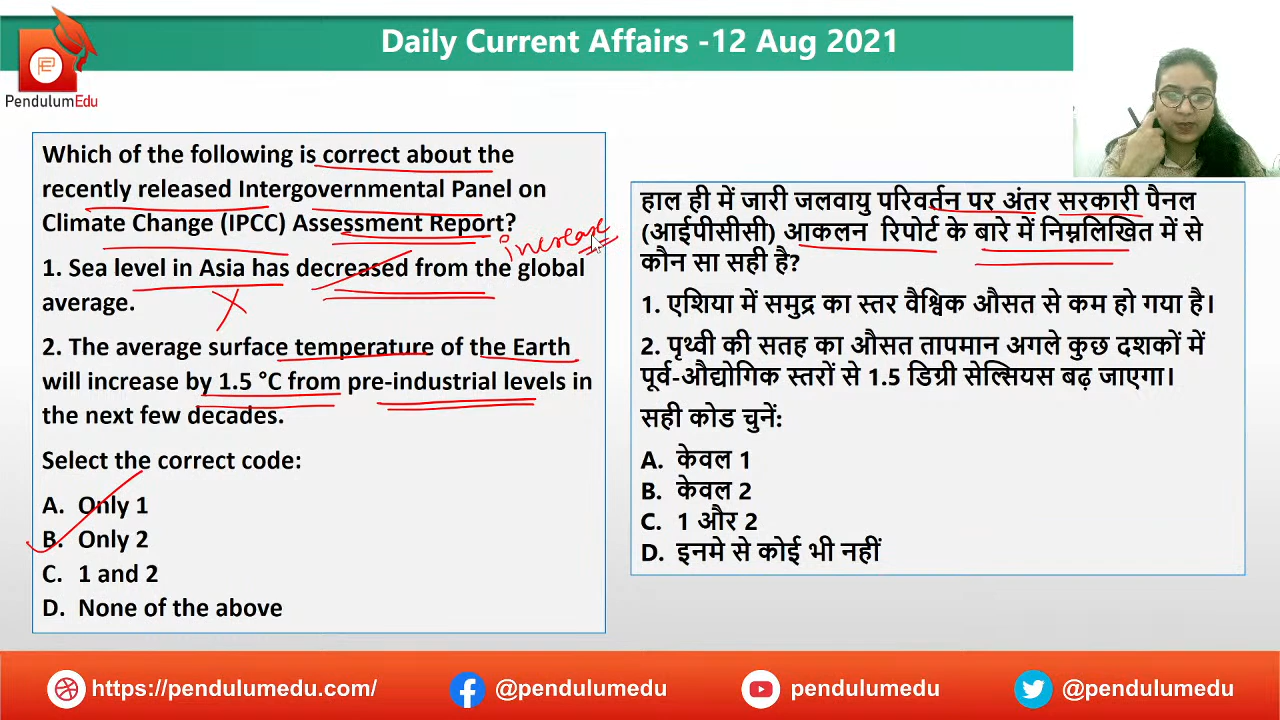 Daily Current Affairs -12 Aug 2021
PE
PendulumEdu
Which of the following is correct about the
recently released Intergovernmental Panel on
Climate Change (IPCC) Assessment Report?
increase
1. Sea level in Asia has decreased from the global
average.
2. The average surface temperature of the Earth
will increase by 1.5 °C from pre-industrial levels in
the next few decades.
Select the correct code:
A. Only 1
B. Only 2
C. 1 and 2
D. None of the above
हाल ही में जारी जलवायु परिवर्तन पर अंतर सरकारी पैनल
(आईपीसीसी) आकलन रिपोर्ट के बारे में निम्नलिखित में से
कौन सा सही है?
1. एशिया में समुद्र का स्तर वैश्विक औसत से कम हो गया है।
2. पृथ्वी की सतह का औसत तापमान अगले कुछ दशकों में
पूर्व-औद्योगिक स्तरों से 1.5 डिग्री सेल्सियस बढ़ जाएगा।
सही कोड चुनें:
A. केवल 1
B. केवल 2
C. 1 और 2
D. इनमे से कोई भी नहीं
https://pendulumedu.com/
@pendulumedu
pendulumedu
@pendulumedu